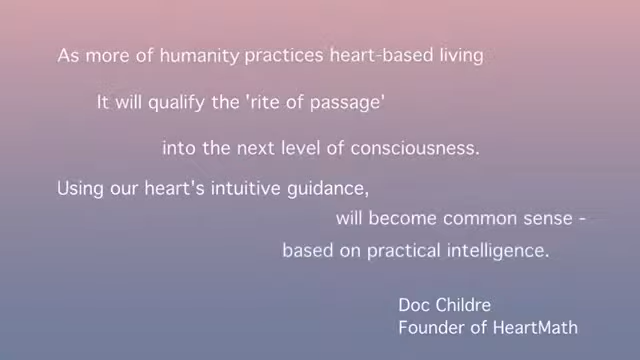 As more of humanity practices heart-based living
It will qualify the 'rite of passage'
into the next level of consciousness.
Using our heart's intuitive guidance,
will become common sense -
based on practical intelligence.
Doc Childre
Founder of HeartMath